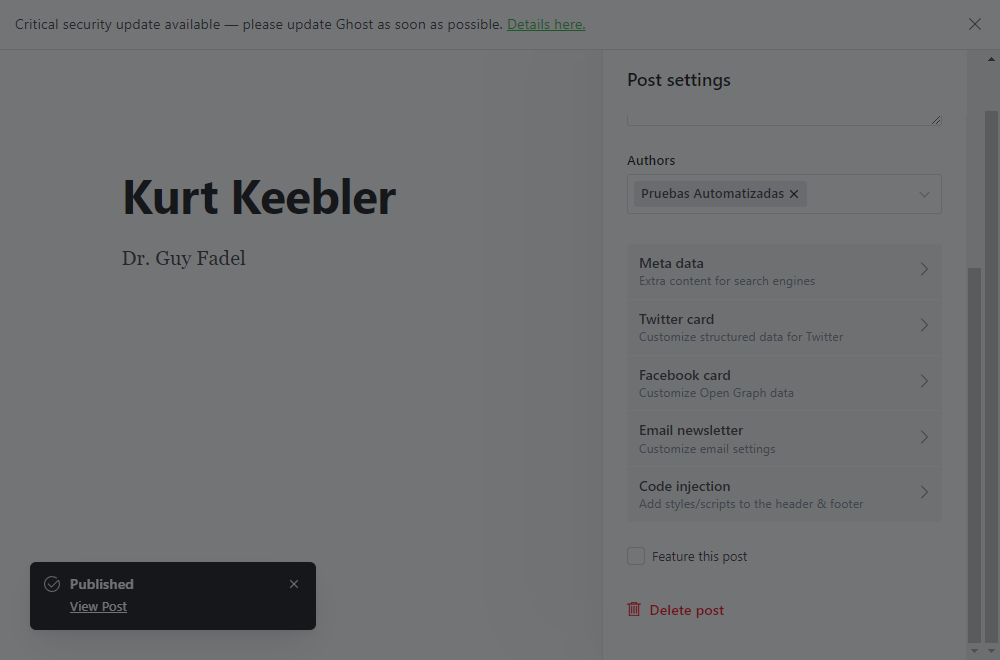 Critical security update available — please update Ghost as soon as possible. Details here.
Post settings
Authors
Pruebas Automatizadas
Kurt Keebler
Dr. Guy Fadel
Meta data
Extra content for search engines
Twitter card
Customize structured data for Twitter
Facebook card
Customize Open Graph data
Email newsletter
Customize email settings
Code injection
Add styles/scripts to the header & footer
Feature this post
Delete post
Published
View Post